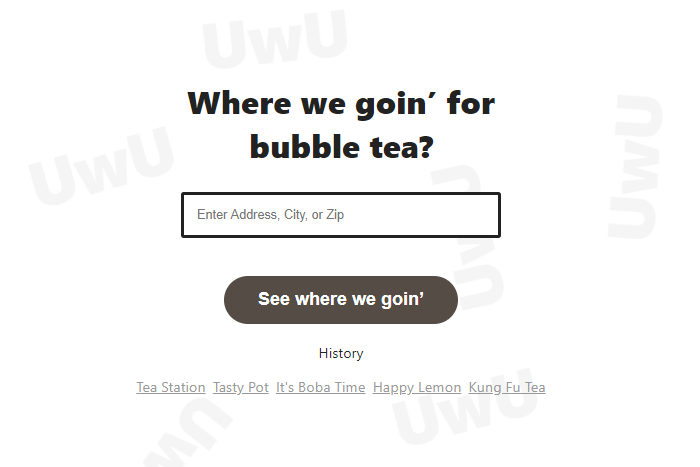 UwU
Where we goin´ for
bubble tea?
UwU
UwU
UwU
Enter Address, City, or Zip
See where we goin’
History
Tea Station Tasty Pot It's Boba Time Happy Lemon Kung Fu Tea
UwU
UwU